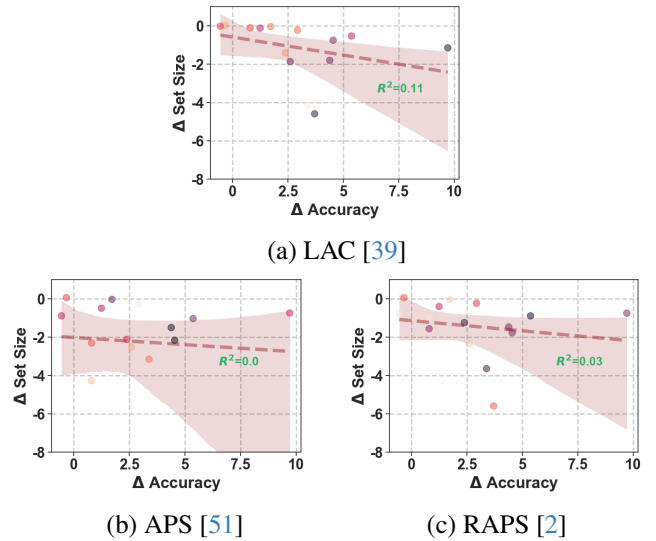 0
-2
-4
-6
-8
Δ Set Size
R²=0.11
0 2.5 5 7.5 10
Δ Accuracy
(a) LAC [39]
0
-2
-4
-6
-8
Δ Set Size
R²=0.0
0 2.5 5 7.5 10
Δ Accuracy
(b) APS [51]
0
-2
-4
-6
-8
Δ Set Size
R²=0.03
0 2.5 5 7.5 10
Δ Accuracy
(c) RAPS [2]